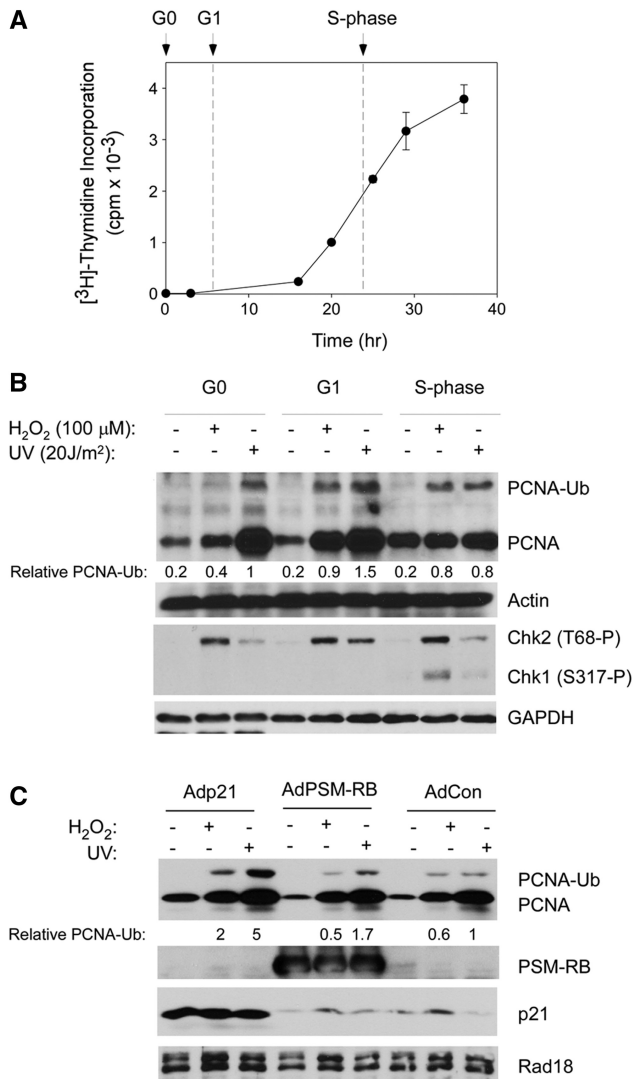 A
G0 G1 S-phase
[³H]-Thymidine Incorporation
(cpm x 10⁻³)
4
3
2
1
0
0 10 20 30 40
Time (hr)
B
G0 G1 S-phase
H₂O₂ (100 μM): - + - - + - - + -
UV (20J/m²): - - + - - + - - +
PCNA-Ub
PCNA
Relative PCNA-Ub: 0.2 0.4 1 0.2 0.9 1.5 0.2 0.8 0.8
Actin
Chk2 (T68-P)
Chk1 (S317-P)
GAPDH
C
Adp21 AdPSM-RB AdCon
H₂O₂: - + - - + - - + -
UV: - - + - - + - - +
PCNA-Ub
PCNA
Relative PCNA-Ub: 2 5 0.5 1.7 0.6 1
PSM-RB
p21
Rad18